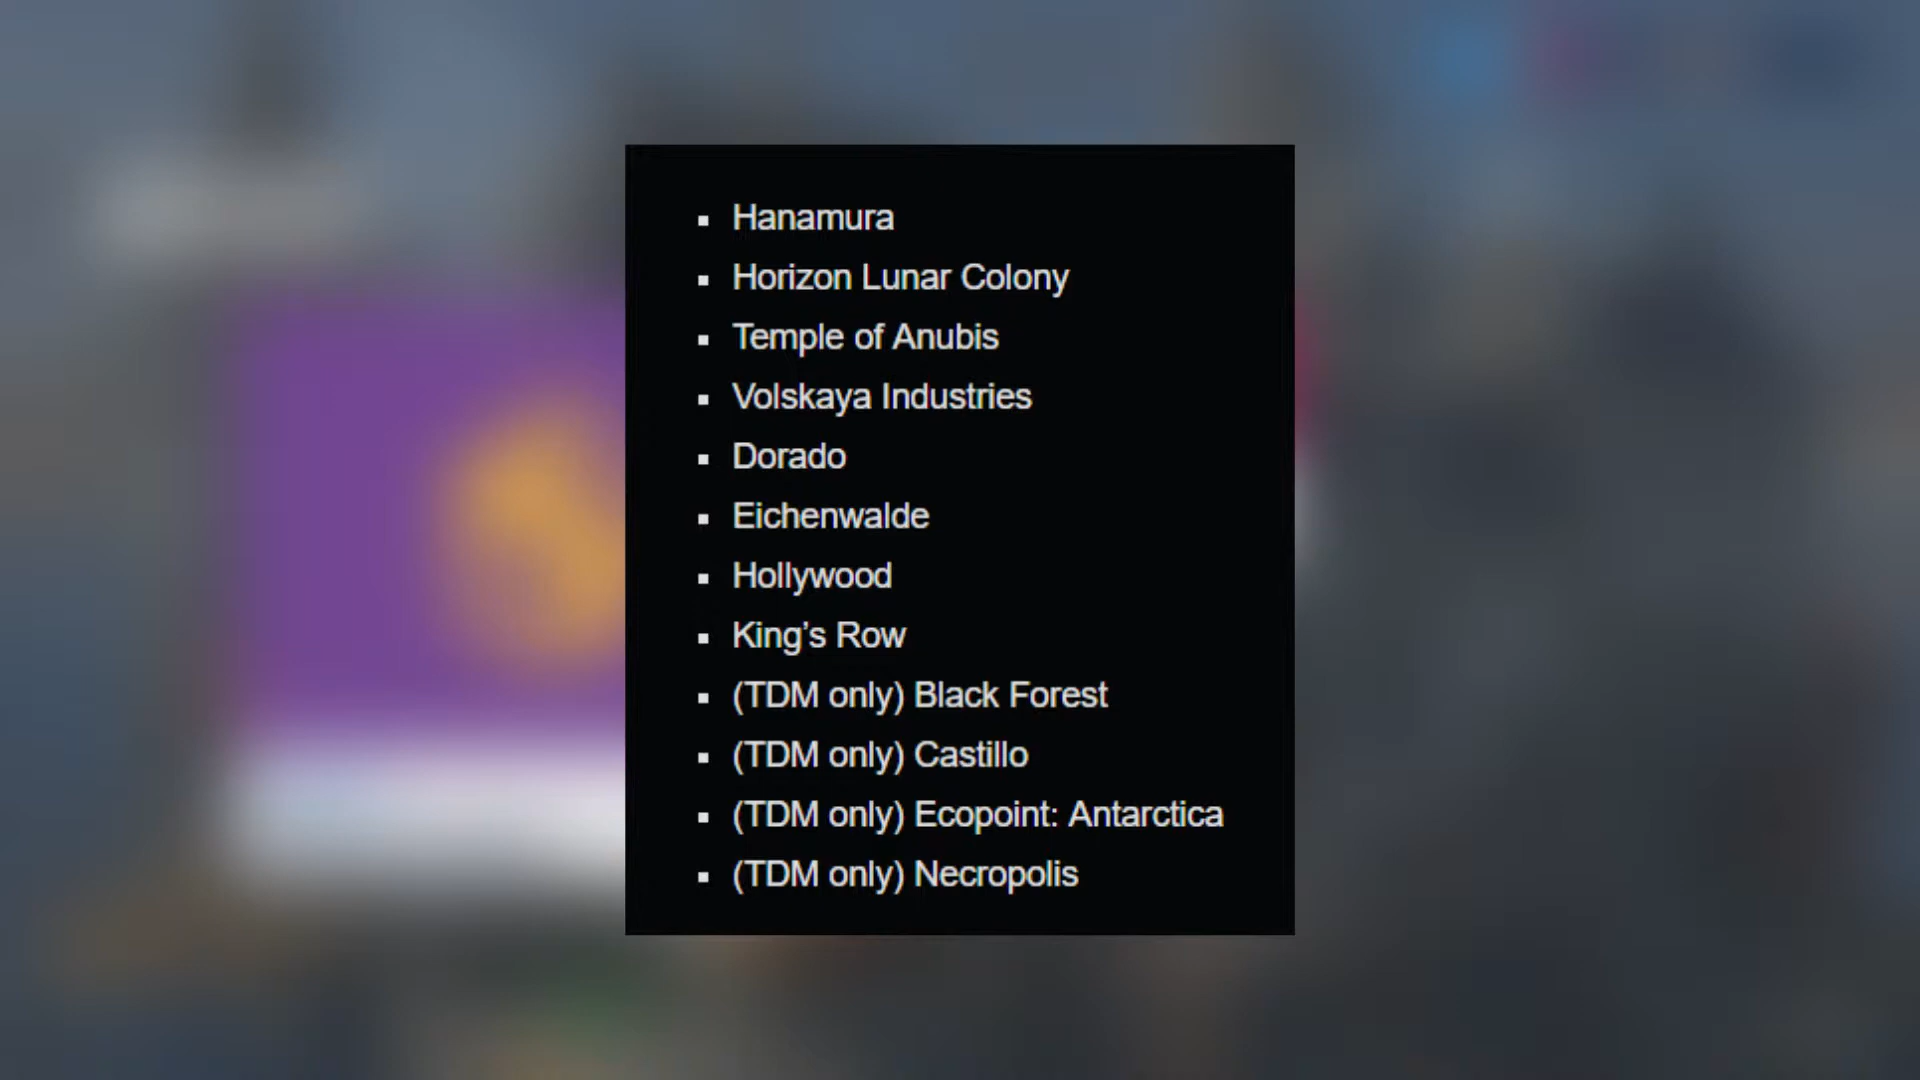 Hanamura
Horizon Lunar Colony
Temple of Anubis
Volskaya Industries
Dorado
Eichenwalde
Hollywood
King’s Row
(TDM only) Black Forest
(TDM only) Castillo
(TDM only) Ecopoint: Antarctica
(TDM only) Necropolis